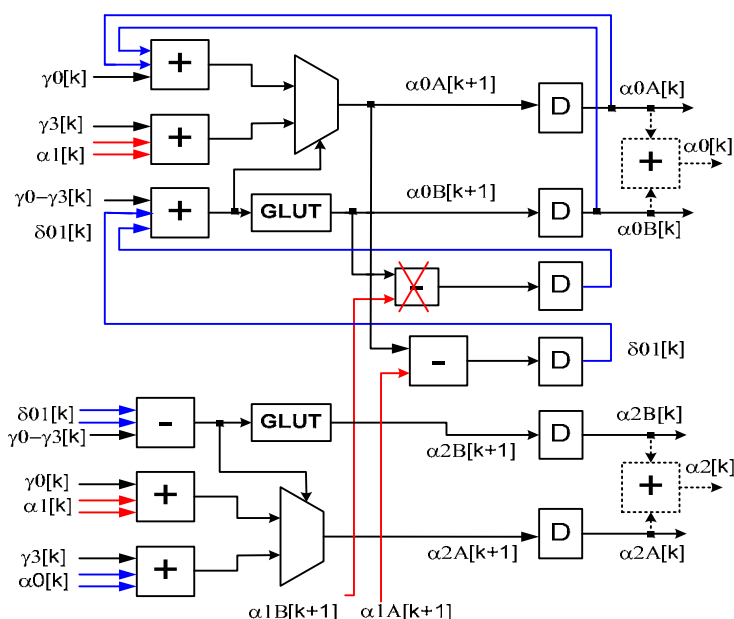 γ0[k]
+
α0A[k+1]
D
α0A[k]
γ3[k]
α1[k]
+
+
α0[k]
γ0−γ3[k]
δ01[k]
+
GLUT
α0B[k+1]
D
α0B[k]
-
D
-
D
δ01[k]
δ01[k]
γ0−γ3[k]
-
GLUT
α2B[k+1]
D
α2B[k]
γ0[k]
α1[k]
+
+
α2[k]
γ3[k]
α0[k]
+
α2A[k+1]
D
α2A[k]
α1B[k+1]
α1A[k+1]